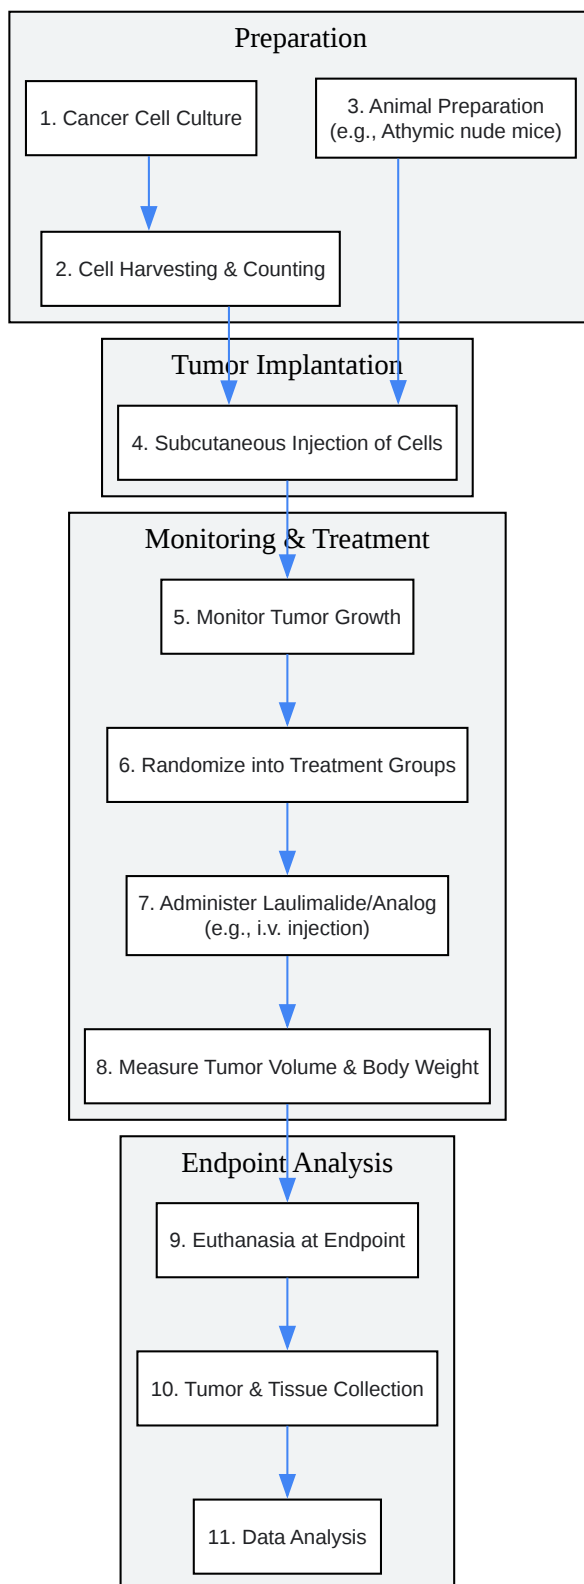 Preparation
1. Cancer Cell Culture
3. Animal Preparation
(e.g., Athymic nude mice)
2. Cell Harvesting & Counting
Tumor Implantation
4. Subcutaneous Injection of Cells
Monitoring & Treatment
5. Monitor Tumor Growth
6. Randomize into Treatment Groups
7. Administer Laulimalide/Analog
(e.g., i.v. injection)
8. Measure Tumor Volume & Body Weight
Endpoint Analysis
9. Euthanasia at Endpoint
10. Tumor & Tissue Collection
11. Data Analysis